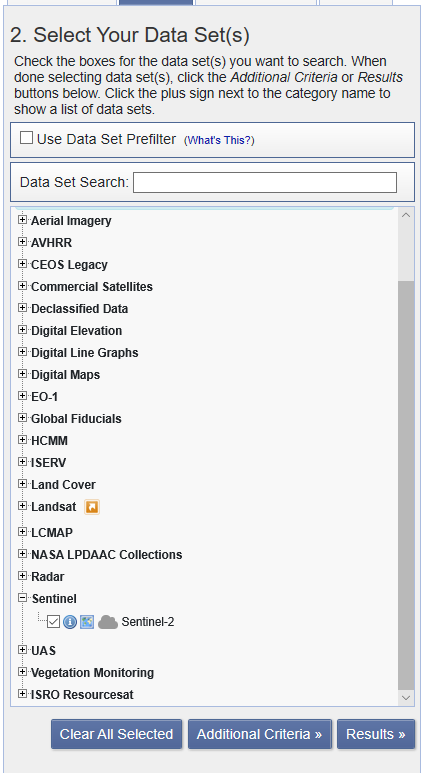 2. Select Your Data Set(s)
Check the boxes for the data set(s) you want to search. When
done selecting data set(s), click the Additional Criteria or Results
buttons below. Click the plus sign next to the category name to
show a list of data sets.
Use Data Set Prefilter (What's This?)
Data Set Search:
Aerial Imagery
AVHRR
CEOS Legacy
Commercial Satellites
Declassified Data
Digital Elevation
Digital Line Graphs
Digital Maps
EO-1
Global Fiducials
HCMM
ISERV
Land Cover
Landsat
LCMAP
NASA LPDAAC Collections
Radar
Sentinel
Sentinel-2
UAS
Vegetation Monitoring
ISRO Resourcesat
Clear All Selected Additional Criteria » Results »